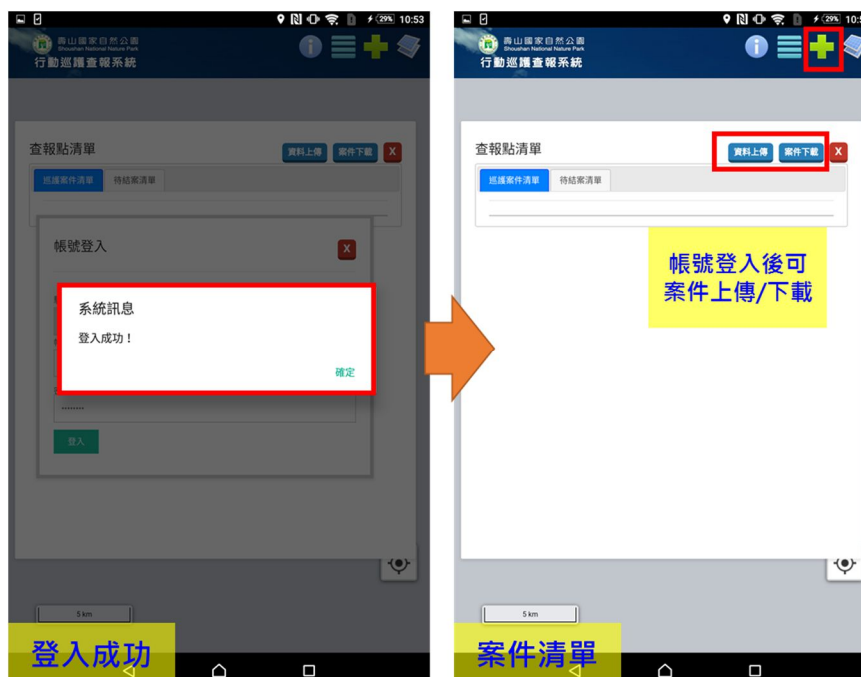 29% 10:53
壽山國家自然公園
Shoushan National Nature Park
行動巡護查報系統
查報點清單
資料上傳 案件下載 X
巡護案件清單 待結案清單
帳號登入 X
系統訊息
登入成功！
確定
········
登入
5 km
登入成功
29%
壽山國家自然公園
Shoushan National Nature Park
行動巡護查報系統
查報點清單
資料上傳 案件下載 X
巡護案件清單 待結案清單
帳號登入後可
案件上傳/下載
5 km
案件清單